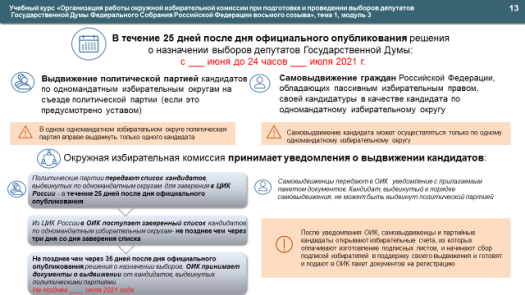 Учебный курс «Организация работы окружной избирательной комиссии при подготовке и проведении выборов депутатов
Государственной Думы Федерального Собрания Российской Федерации восьмого созыва», тема 1, модуль 3
13
В течение 25 дней после дня официального опубликования решения
о назначении выборов депутатов Государственной Думы:
с ___ июня до 24 часов ___ июля 2021 г.
Выдвижение политической партией кандидатов
по одномандатным избирательным округам на
съезде политической партии (если это
предусмотрено уставом)
Самовыдвижение граждан Российской Федерации,
обладающих пассивным избирательным правом,
своей кандидатуры в качестве кандидата по
одномандатному избирательному округу
В одном одномандатном избирательном округе политическая
партия вправе выдвинуть только одного кандидата
Самовыдвижение кандидата может осуществляться только по одному
одномандатному избирательному округу
Окружная избирательная комиссия принимает уведомления о выдвижении кандидатов:
Политические партии передают список кандидатов,
выдвинутых по одномандатным округам для заверения в ЦИК
России - в течение 25 дней после дня официального
опубликования
Самовыдвиженцы передают в ОИК уведомление с прилагаемым
пакетом документов. Кандидат, выдвинутый в порядке
самовыдвижения, не может быть выдвинут политической партией
Из ЦИК России в ОИК поступает заверенный список кандидатов
по одномандатным избирательным округам- не позднее чем через
три дня со дня заверения списка
После уведомления ОИК, самовыдвиженцы и партийные
кандидаты открывают избирательные счета, из которых
оплачивают изготовление подписных листов, и начинают сбор
подписей избирателей в поддержку своего выдвижения и готовят
и подают в ОИК пакет документов на регистрацию
Не позднее чем через 35 дней после дня официального
опубликования решения о назначении выборов, ОИК принимает
документы о выдвижении от кандидатов, выдвинутых
политическими партиями
Не позднее ____ июля 2021 года